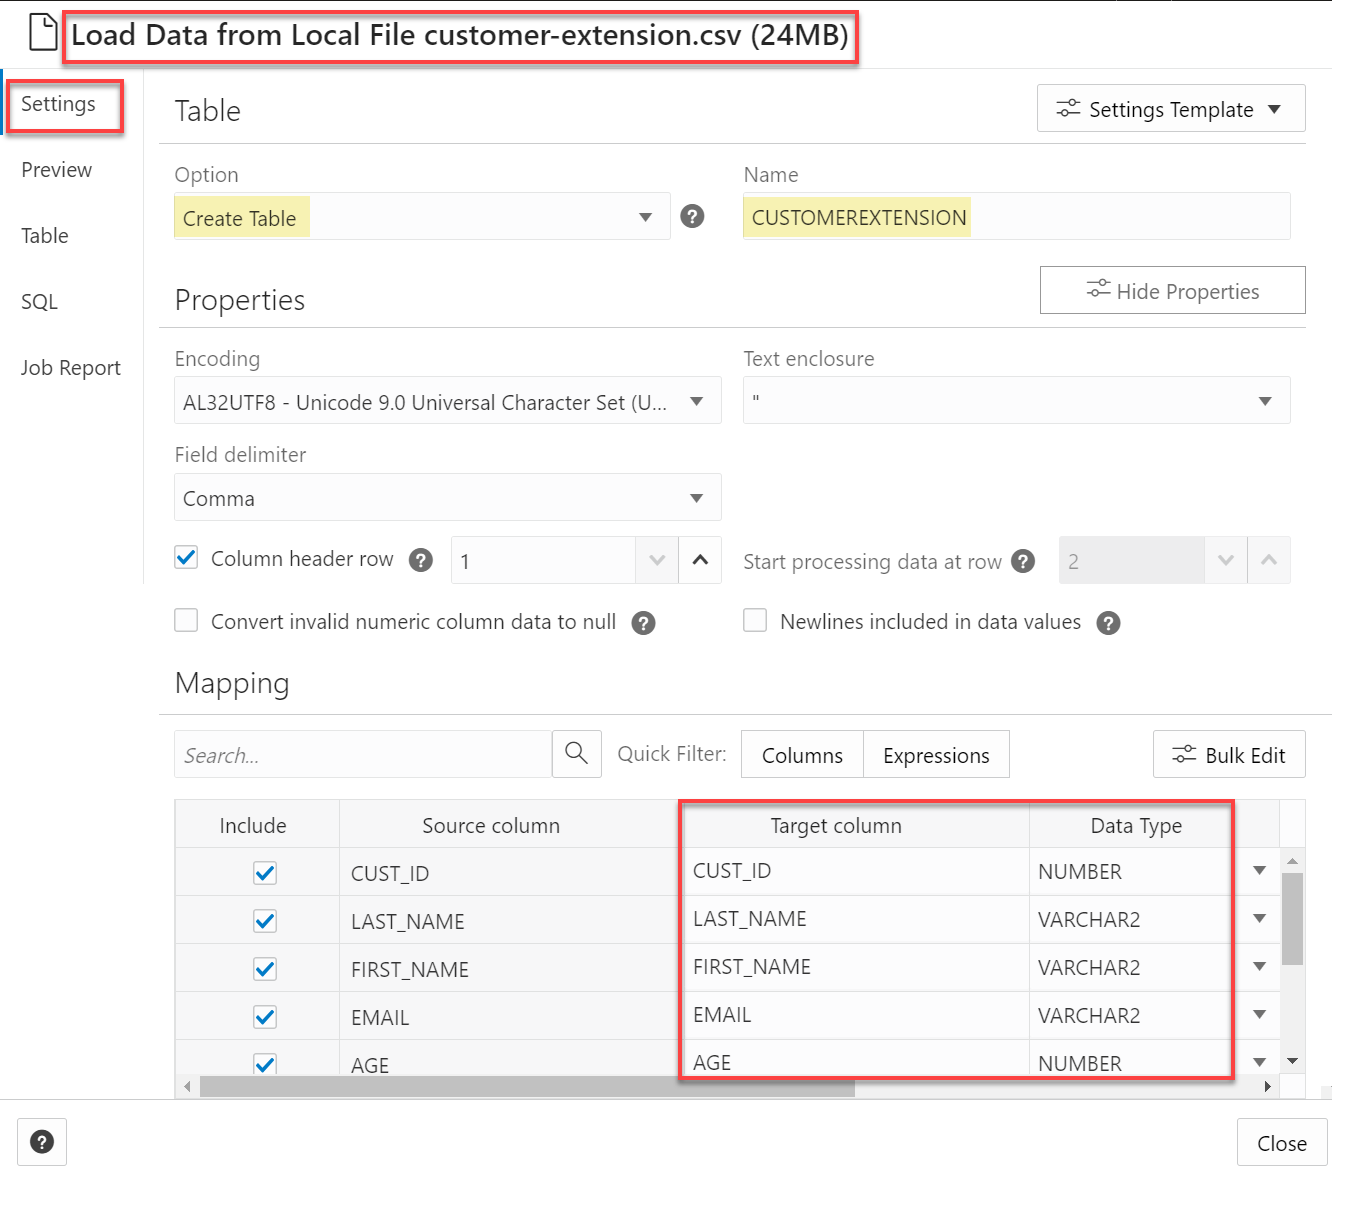 Load Data from Local File customer-extension.csv (24MB)
Settings
Preview
Table
SQL
Job Report
Table
Settings Template
Option
Name
Create Table
?
CUSTOMEREXTENSION
Properties
Hide Properties
Encoding
Text enclosure
AL32UTF8 - Unicode 9.0 Universal Character Set (U...
"
Field delimiter
Comma
Column header row ? 1
Start processing data at row ? 2
Convert invalid numeric column data to null ?
Newlines included in data values ?
Mapping
Search...
Quick Filter: Columns Expressions
Bulk Edit
Include Source column Target column Data Type
CUST_ID CUST_ID NUMBER
LAST_NAME LAST_NAME VARCHAR2
FIRST_NAME FIRST_NAME VARCHAR2
EMAIL EMAIL VARCHAR2
AGE AGE NUMBER
?
Close